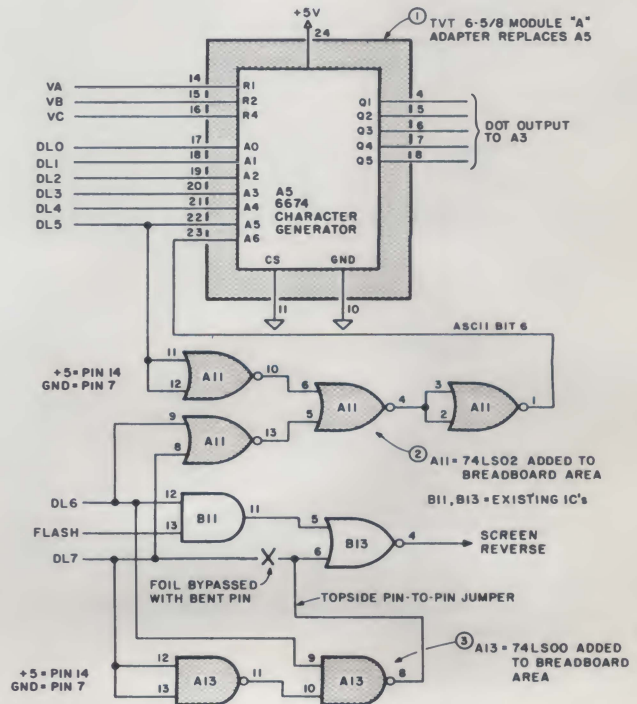 +5V
24
① TVT 6-5/8 MODULE "A"
ADAPTER REPLACES A5
VA 14 R1
VB 15 R2
VC 16 R4
DL0 17 A0
DL1 18 A1
DL2 19 A2
DL3 20 A3
DL4 21 A4
DL5 22 A5
23 A6
A5
6674
CHARACTER
GENERATOR
Q1 4
Q2 5
Q3 6
Q4 7
Q5 8
DOT OUTPUT
TO A3
CS GND
11 10
ASCII BIT 6
+5 = PIN 14
GND = PIN 7
11 12 A11 10
6 5 A11 4
3 2 A11 1
9 8 A11 13
② A11 = 74LS02 ADDED TO
BREADBOARD AREA
B11, B13 = EXISTING IC's
DL6 12
FLASH 13
B11 11
5 6 B13 4
SCREEN
REVERSE
DL7
X
FOIL BYPASSED
WITH BENT PIN
TOPSIDE PIN-TO-PIN JUMPER
③ A13 = 74LS00 ADDED
TO BREADBOARD
AREA
+5 = PIN 14
GND = PIN 7
12 13 A13 11
9 10 A13 8